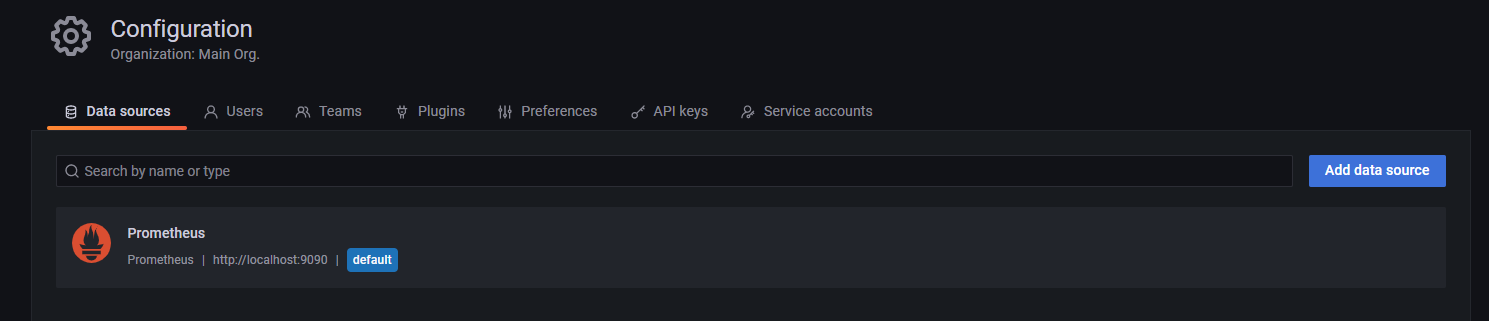 Configuration
Organization: Main Org.
Data sources Users Teams Plugins Preferences API keys Service accounts
Search by name or type Add data source
Prometheus
Prometheus | http://localhost:9090 | default